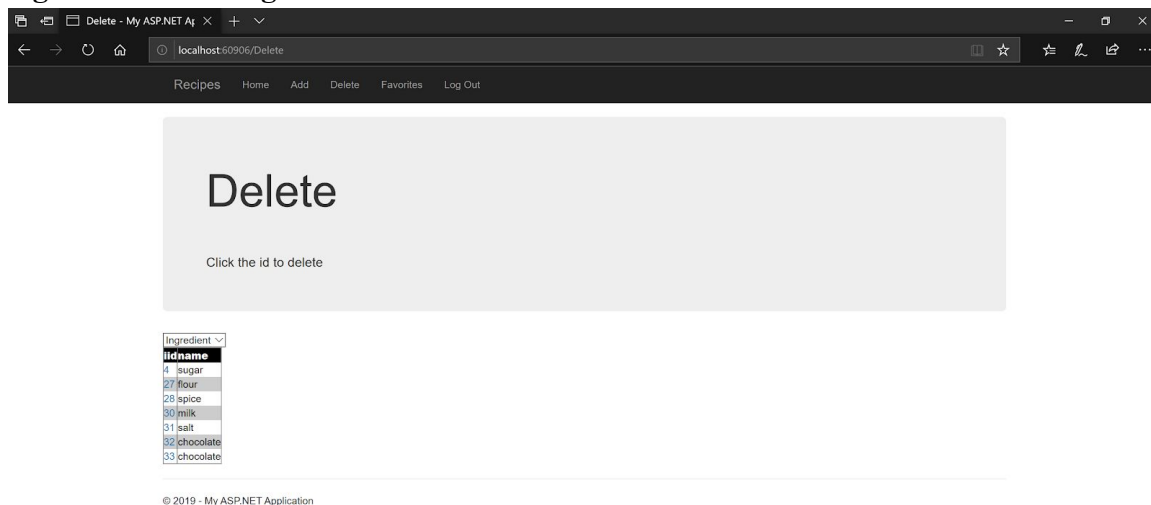 Delete - My ASP.NET Ap
localhost:60906/Delete
Recipes Home Add Delete Favorites Log Out
Delete
Click the id to delete
Ingredient
iid name
4 sugar
27 flour
28 spice
30 milk
31 salt
32 chocolate
33 chocolate
© 2019 - My ASP.NET Application